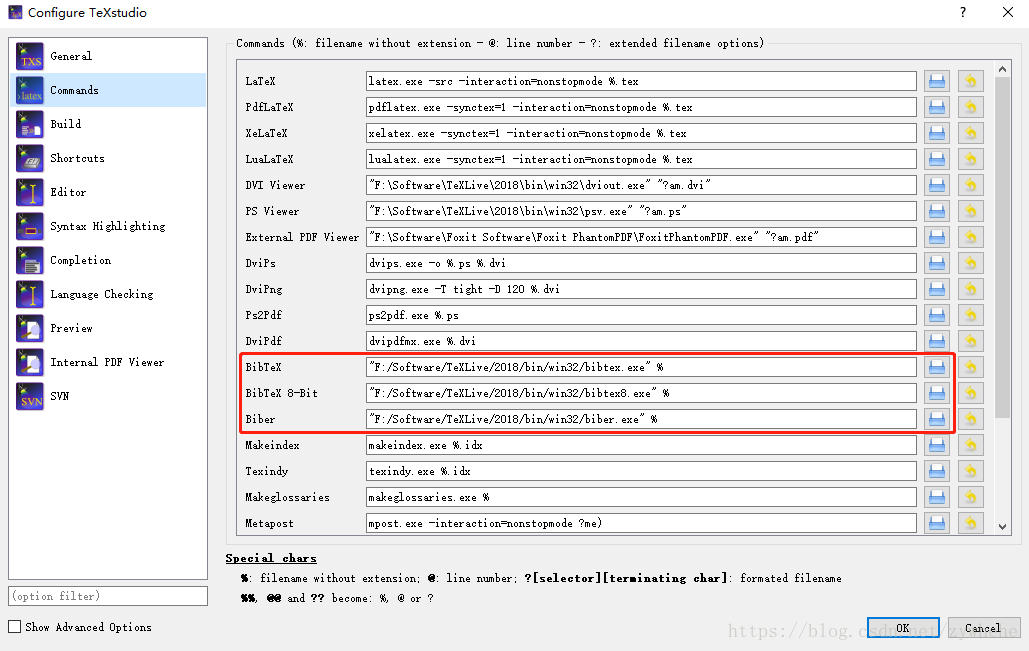 Configure TeXstudio
General
Commands
Build
Shortcuts
Editor
Syntax Highlighting
Completion
Language Checking
Preview
Internal PDF Viewer
SVN
(option filter)
Show Advanced Options
Commands (%: filename without extension - @: line number - ?: extended filename options)
LaTeX latex.exe -src -interaction=nonstopmode %.tex
PdfLaTeX pdflatex.exe -synctex=1 -interaction=nonstopmode %.tex
XeLaTeX xelatex.exe -synctex=1 -interaction=nonstopmode %.tex
LuaLaTeX lualatex.exe -synctex=1 -interaction=nonstopmode %.tex
DVI Viewer "F:\Software\TeXLive\2018\bin\win32\dviout.exe" "?am.dvi"
PS Viewer "F:\Software\TeXLive\2018\bin\win32\psv.exe" "?am.ps"
External PDF Viewer "F:\Software\Foxit Software\Foxit PhantomPDF\FoxitPhantomPDF.exe" "?am.pdf"
DviPs dvips.exe -o %.ps %.dvi
DviPng dvipng.exe -T tight -D 120 %.dvi
Ps2Pdf ps2pdf.exe %.ps
DviPdf dvipdfmx.exe %.dvi
BibTeX "F:/Software/TeXLive/2018/bin/win32/bibtex.exe" %
BibTeX 8-Bit "F:/Software/TeXLive/2018/bin/win32/bibtex8.exe" %
Biber "F:/Software/TeXLive/2018/bin/win32/biber.exe" %
Makeindex makeindex.exe %.idx
Texindy texindy.exe %.idx
Makeglossaries makeglossaries.exe %
Metapost mpost.exe -interaction=nonstopmode ?me)
Special chars
%: filename without extension; @: line number; ?[selector][terminating char]: formated filename
%%, @@ and ?? become: %, @ or ?
OK
Cancel